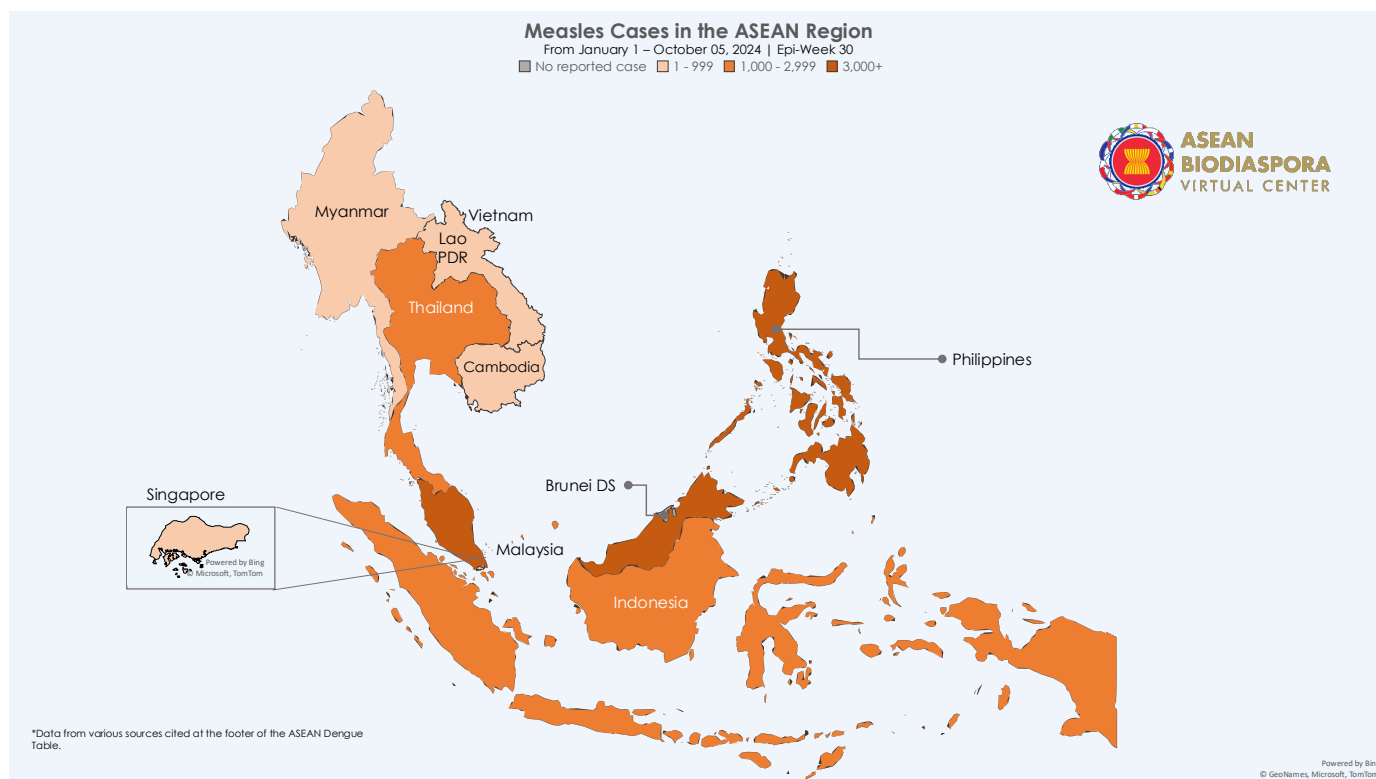 Measles Cases in the ASEAN Region
From January 1 – October 05, 2024 | Epi-Week 30
No reported case 1 - 999 1,000 - 2,999 3,000+
ASEAN
BIODIASPORA
VIRTUAL CENTER
Myanmar
Vietnam
Lao
PDR
Thailand
Cambodia
Philippines
Brunei DS
Singapore
Powered by Bing
© Microsoft, TomTom
Malaysia
Indonesia
*Data from various sources cited at the footer of the ASEAN Dengue
Table.
Powered by Bin
© GeoNames, Microsoft, TomTom